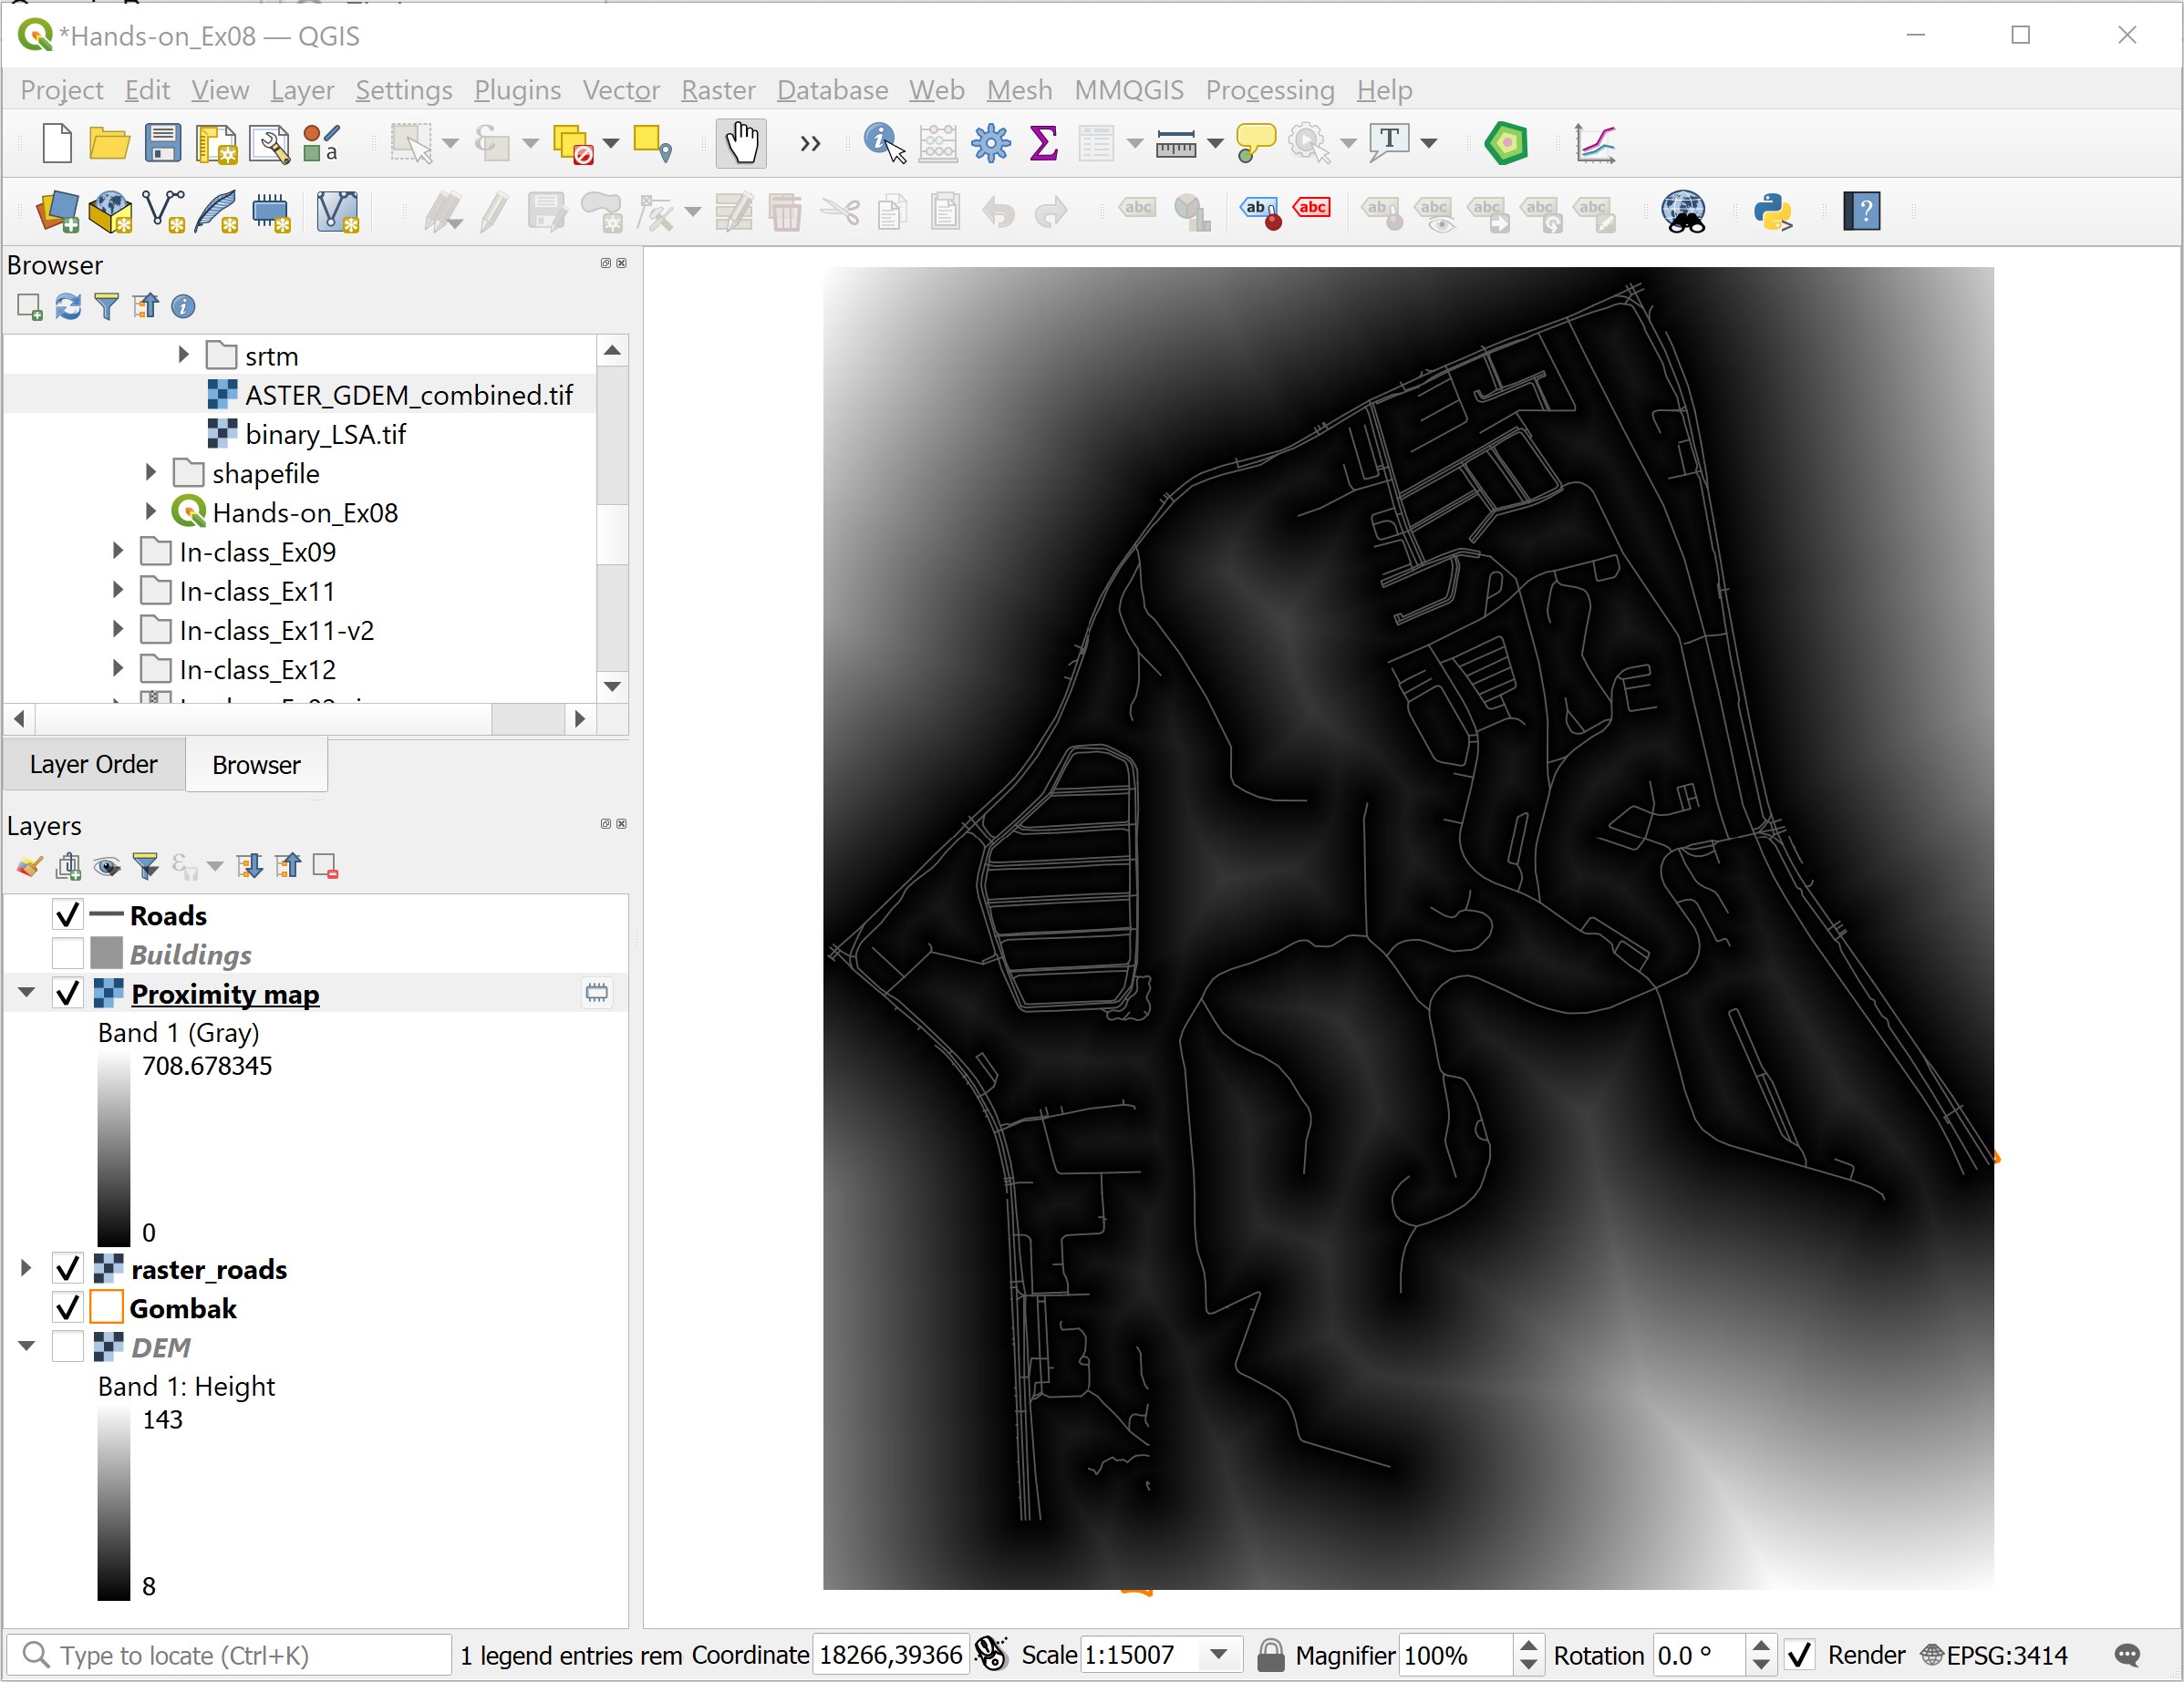 *Hands-on_Ex08 — QGIS
Project Edit View Layer Settings Plugins Vector Raster Database Web Mesh MMQGIS Processing Help
Browser
srtm
ASTER_GDEM_combined.tif
binary_LSA.tif
shapefile
Hands-on_Ex08
In-class_Ex09
In-class_Ex11
In-class_Ex11-v2
In-class_Ex12
Layer Order Browser
Layers
Roads
Buildings
Proximity map
Band 1 (Gray)
708.678345
0
raster_roads
Gombak
DEM
Band 1: Height
143
8
Type to locate (Ctrl+K) 1 legend entries rem Coordinate 18266,39366 Scale 1:15007 Magnifier 100% Rotation 0.0 ° Render EPSG:3414